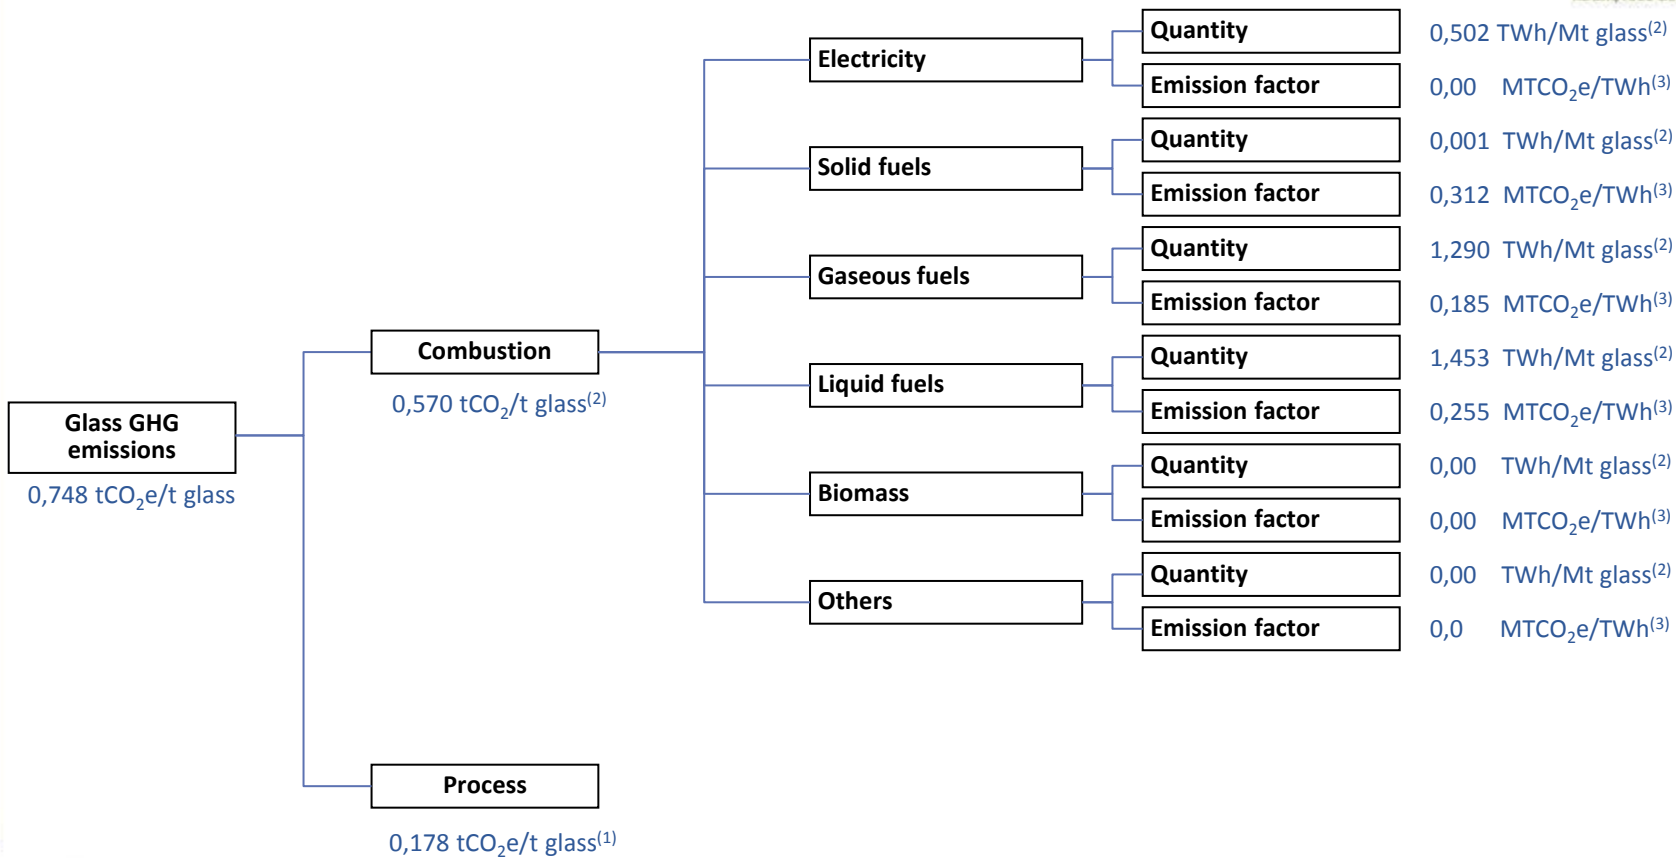 Quantity 0,502 TWh/Mt glass(2)
Electricity
Emission factor 0,00 MTCO2e/TWh(3)
Quantity 0,001 TWh/Mt glass(2)
Solid fuels
Emission factor 0,312 MTCO2e/TWh(3)
Quantity 1,290 TWh/Mt glass(2)
Gaseous fuels
Emission factor 0,185 MTCO2e/TWh(3)
Combustion
0,570 tCO2/t glass(2)
Quantity 1,453 TWh/Mt glass(2)
Liquid fuels
Emission factor 0,255 MTCO2e/TWh(3)
Glass GHG
emissions
0,748 tCO2e/t glass
Quantity 0,00 TWh/Mt glass(2)
Biomass
Emission factor 0,00 MTCO2e/TWh(3)
Quantity 0,00 TWh/Mt glass(2)
Others
Emission factor 0,0 MTCO2e/TWh(3)
Process
0,178 tCO2e/t glass(1)